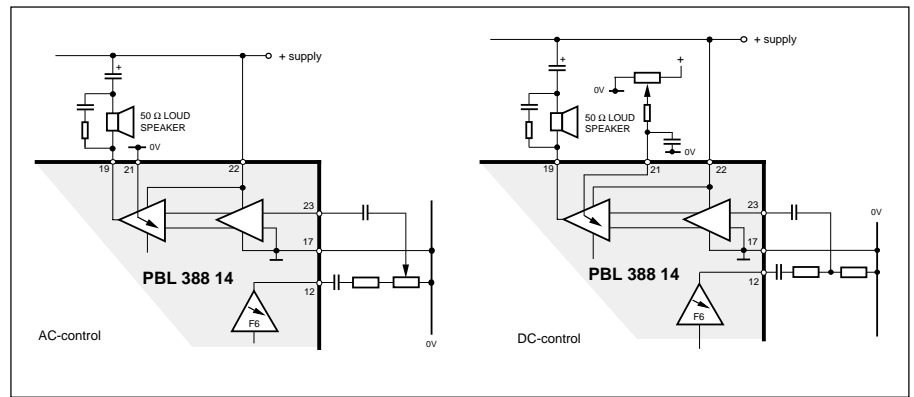 + supply
+
50 Ω LOUD
SPEAKER
0V
19
21
22
23
17
PBL 388 14
12
F6
AC-control
0V
+ supply
+
+
0V
50 Ω LOUD
SPEAKER
0V
19
21
22
23
0V
17
PBL 388 14
12
F6
DC-control
0V